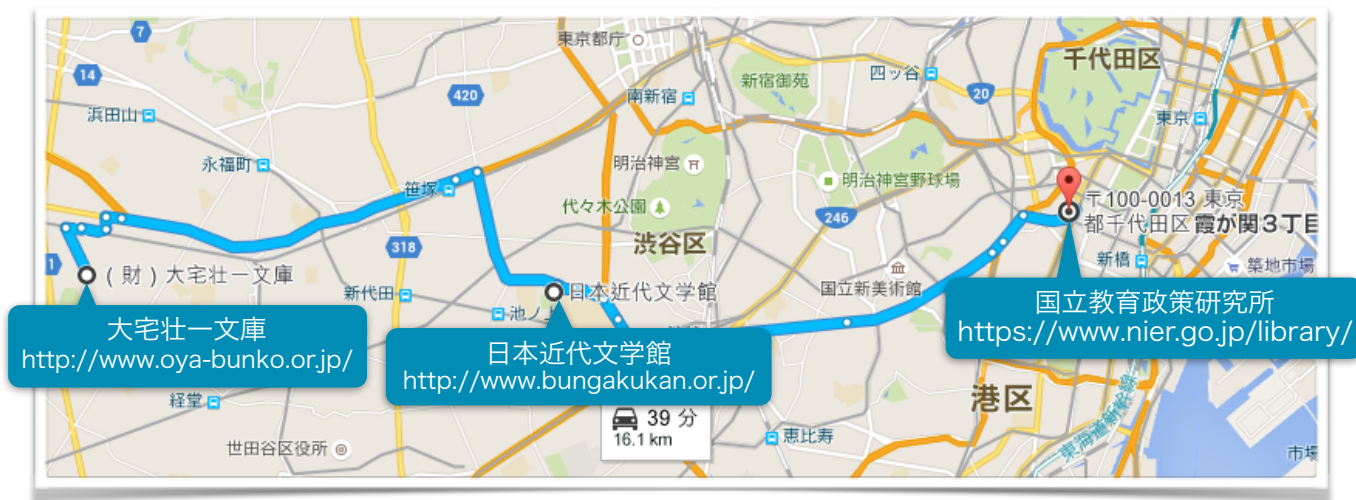 7
東京都庁
千代田区
14
新宿御苑
四ッ谷
420
南新宿
20
浜田山
東京
永福町
明治神宮
笹塚
明治神宮野球場
〒100-0013 東京
都千代田区 霞が関3丁目
代々木公園
246
渋谷区
318
新橋
築地市場
1
(財)大宅壮一文庫
新代田
日本近代文学館
国立新美術館
池ノ上
大宅壮一文庫
http://www.oya-bunko.or.jp/
日本近代文学館
http://www.bungakukan.or.jp/
国立教育政策研究所
https://www.nier.go.jp/library/
経堂
39 分
16.1 km
港区
恵比寿
世田谷区役所
東海道新幹線
市場